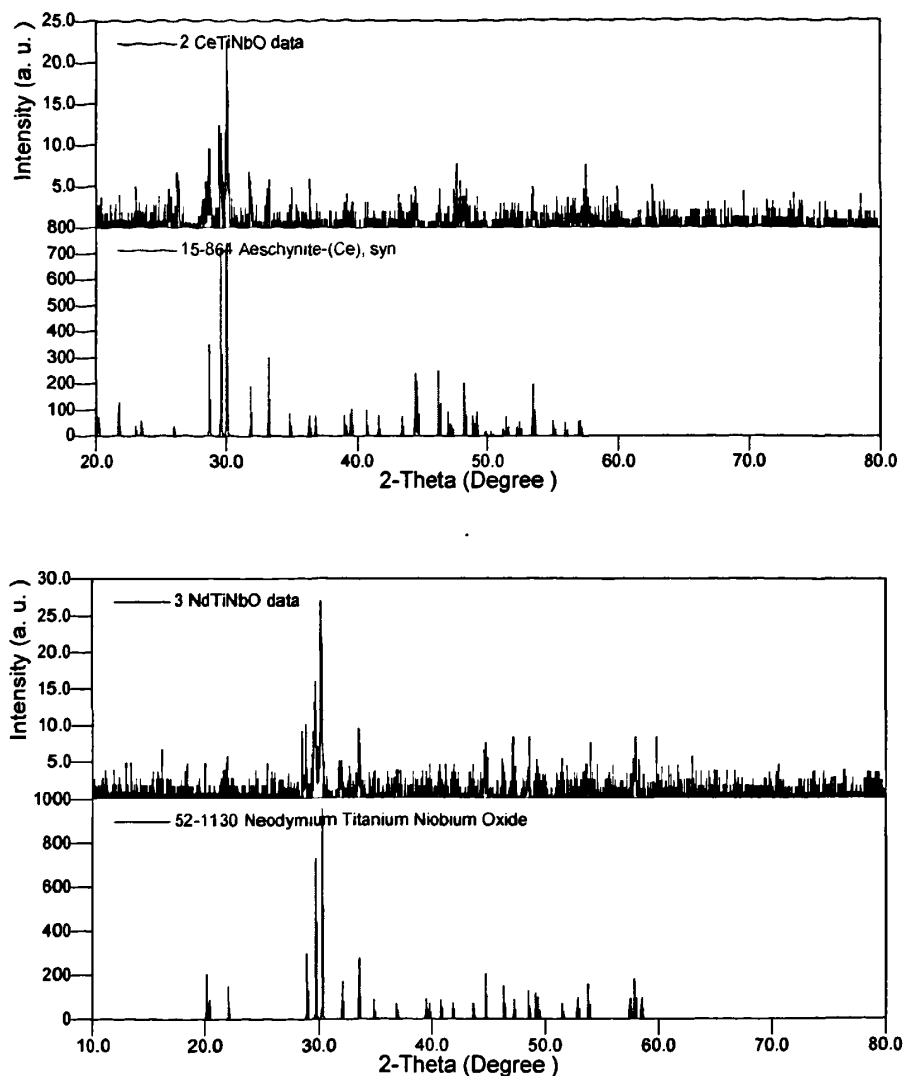 25.0
2 CeTiNbO data
20.0
15.0
10.0
5.0
Intensity (a. u.)
800
15-864 Aeschynite-(Ce), syn
700
600
500
400
300
200
100
0
20.0 30.0 40.0 50.0 60.0 70.0 80.0
2-Theta (Degree )
30.0
3 NdTiNbO data
25.0
20.0
15.0
10.0
5.0
Intensity (a. u.)
1000
52-1130 Neodymium Titanium Niobium Oxide
800
600
400
200
0
10.0 20.0 30.0 40.0 50.0 60.0 70.0 80.0
2-Theta (Degree )